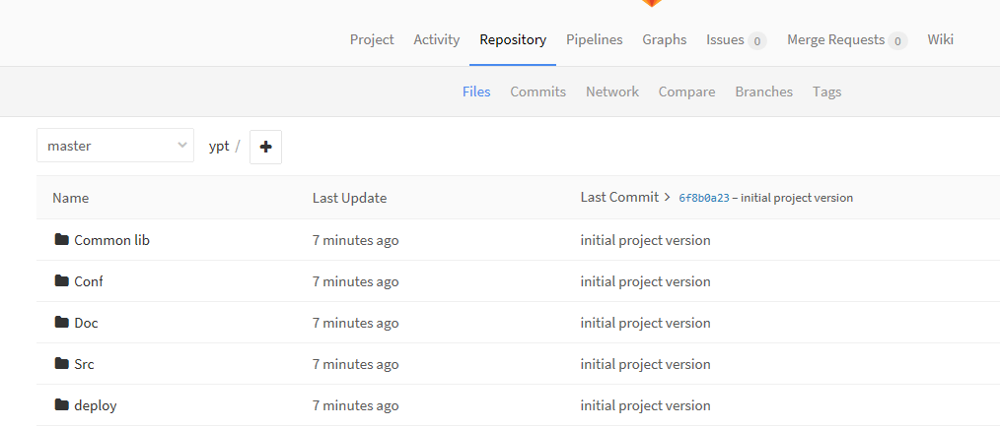 Project Activity Repository Pipelines Graphs Issues 0 Merge Requests 0 Wiki
Files Commits Network Compare Branches Tags
master ypt /
Name Last Update Last Commit > 6f8b0a23 – initial project version
Common lib 7 minutes ago initial project version
Conf 7 minutes ago initial project version
Doc 7 minutes ago initial project version
Src 7 minutes ago initial project version
deploy 7 minutes ago initial project version